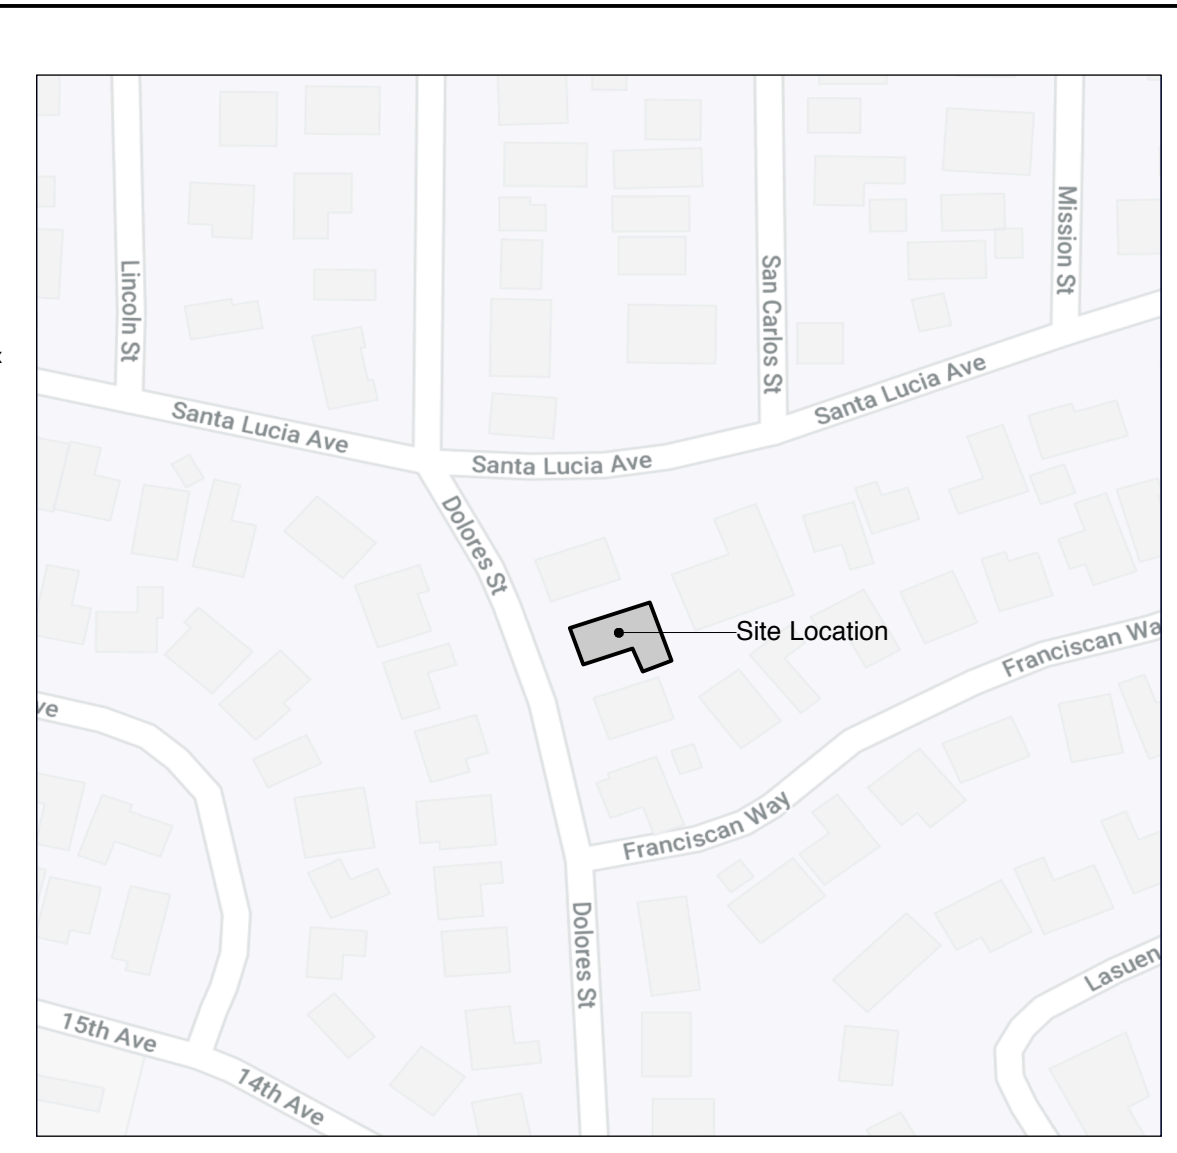 Mission St
Lincoln St
San Carlos St
Santa Lucia Ave
Santa Lucia Ave
Santa Lucia Ave
Dolores St
Site Location
Franciscan Wa
ve
Franciscan Way
Dolores St
Lasuen
15th Ave
14th Ave